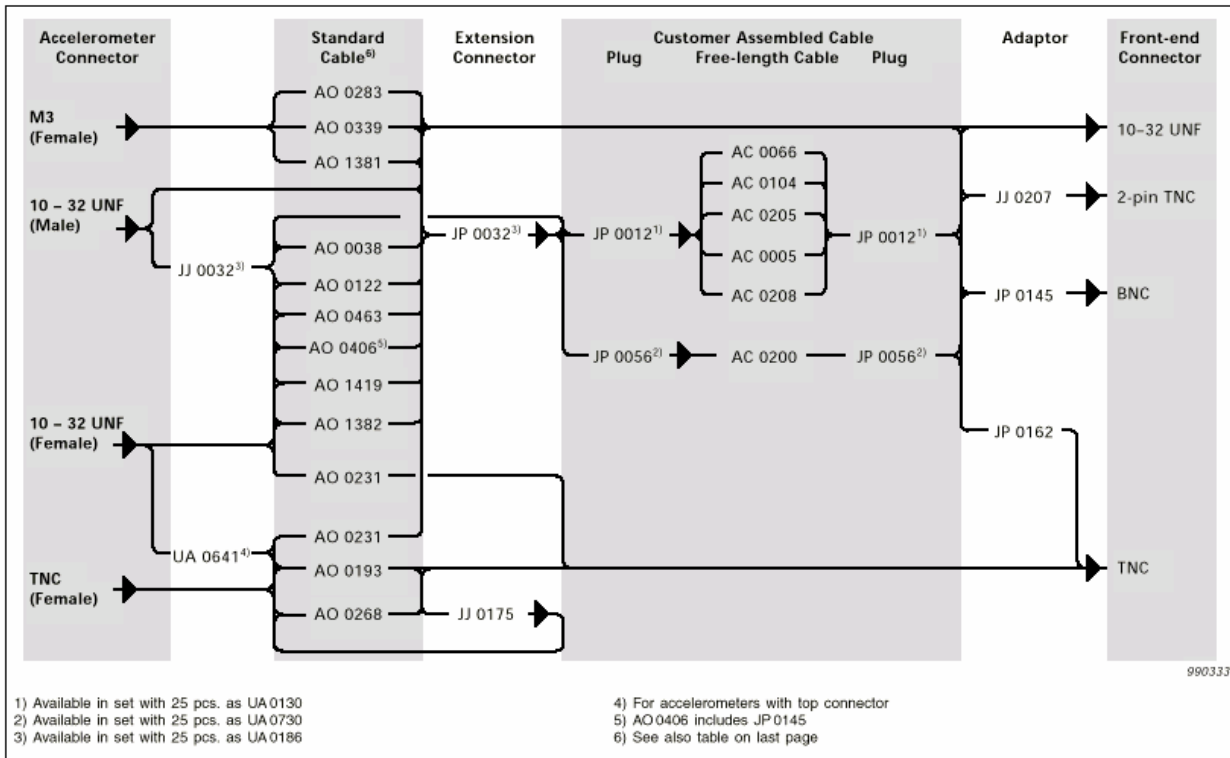 Accelerometer Connector
Standard Cable6)
Extension Connector
Customer Assembled Cable
Plug Free-length Cable Plug
Adaptor
Front-end Connector
AO 0283
M3
(Female)
AO 0339
10–32 UNF
AO 1381
AC 0066
AC 0104
JJ 0207
2-pin TNC
10 – 32 UNF
(Male)
AC 0205
JP 00323)
JP 00121)
JP 00121)
AO 0038
AC 0005
JJ 00323)
AO 0122
AC 0208
JP 0145
BNC
AO 0463
AO 04065)
JP 00562)
AC 0200
JP 00562)
AO 1419
10 – 32 UNF
(Female)
AO 1382
JP 0162
AO 0231
AO 0231
UA 06414)
TNC
(Female)
AO 0193
TNC
AO 0268
JJ 0175
990333
1) Available in set with 25 pcs. as UA 0130
2) Available in set with 25 pcs. as UA 0730
3) Available in set with 25 pcs. as UA 0186
4) For accelerometers with top connector
5) AO 0406 includes JP 0145
6) See also table on last page